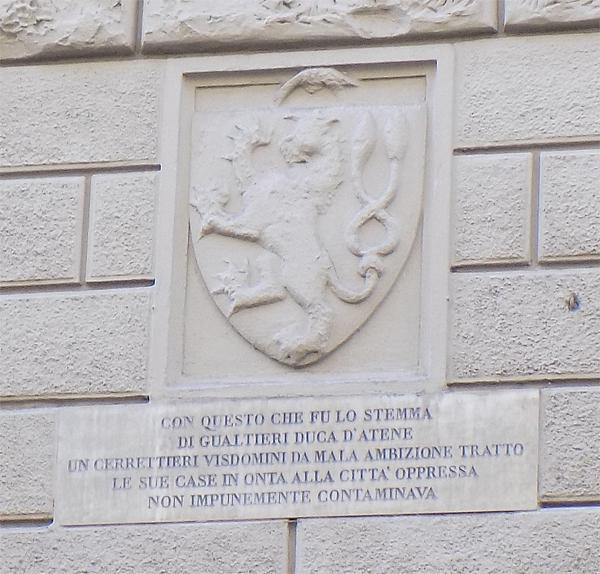 CON QUESTO CHE FU LO STEMMA
DI GUALTIERI DUCA D'ATENE
UN CERRETTIERI VISDOMINI DA MALA AMBIZIONE TRATTO
LE SUE CASE IN ONTA ALLA CITTA' OPPRESSA
NON IMPUNEMENTE CONTAMINAVA